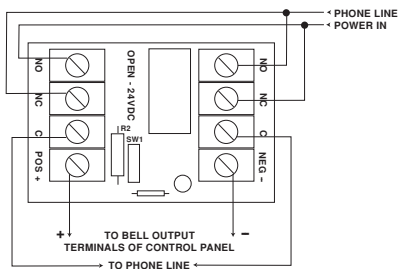 PHONE LINE
POWER IN
NO
NC
C
POS +
OPEN - 24VDC
R2
SW1
NO
NC
C
NEG -
+ TO BELL OUTPUT -
TERMINALS OF CONTROL PANEL
TO PHONE LINE